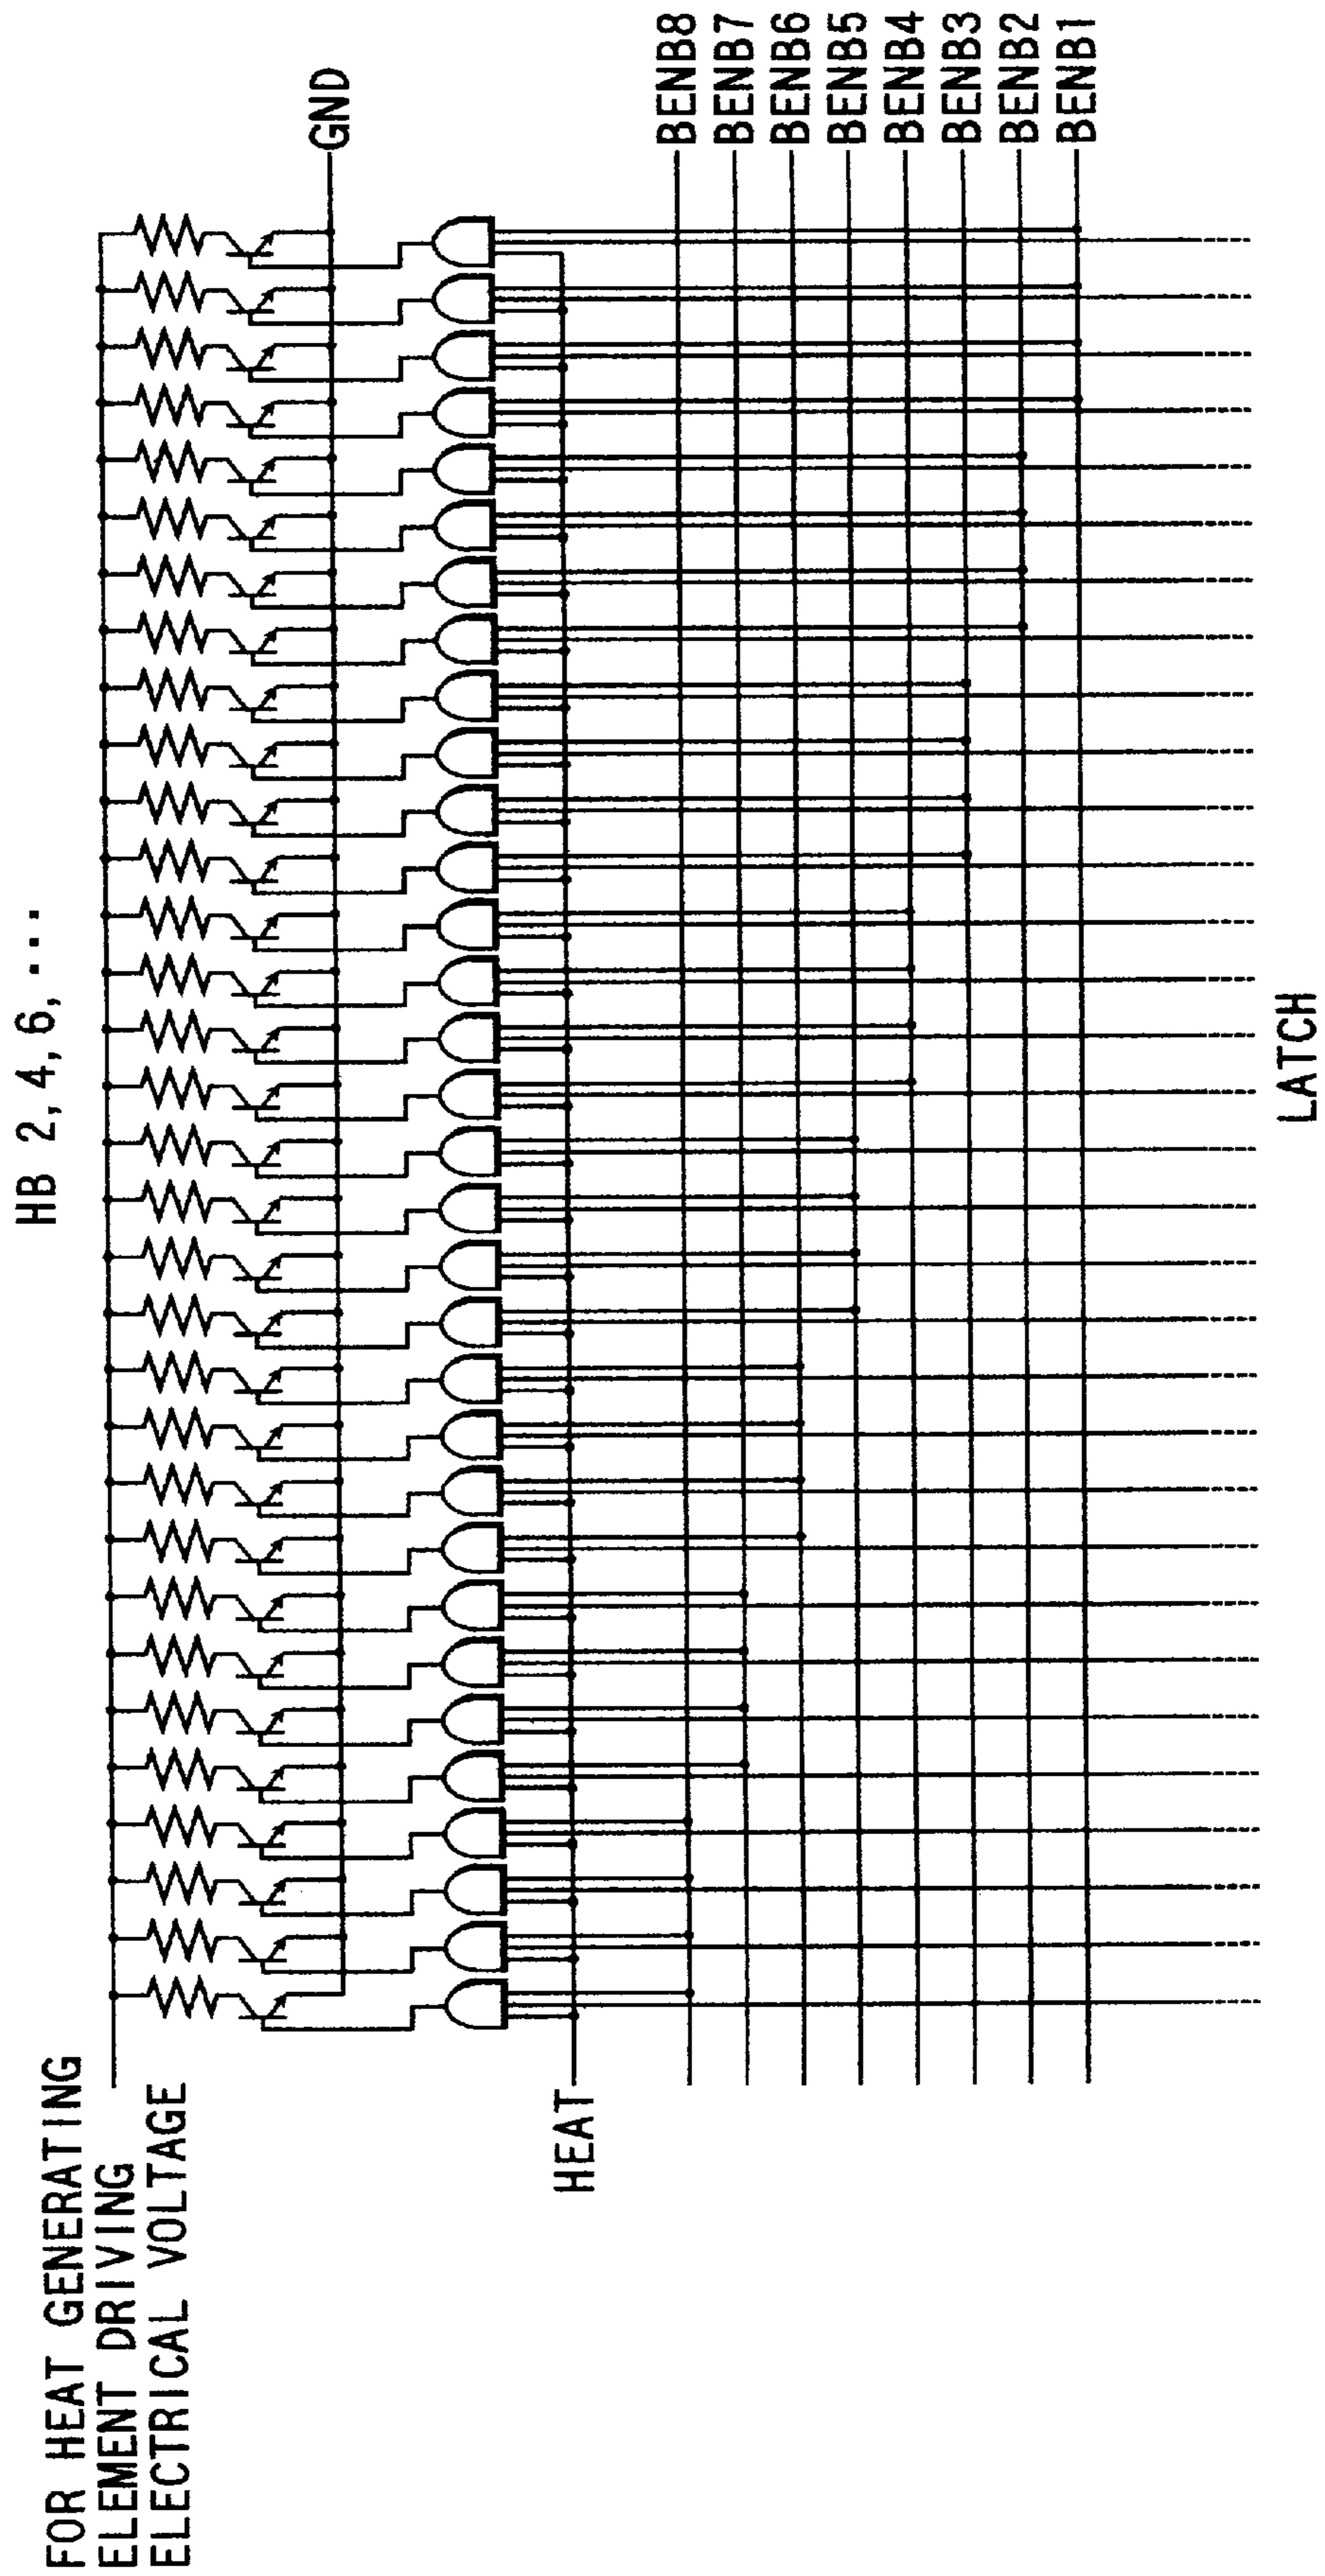 HB 2, 4, 6, ...
FOR HEAT GENERATING
ELEMENT DRIVING
ELECTRICAL VOLTAGE
GND
HEAT
BENB8
BENB7
BENB6
BENB5
BENB4
BENB3
BENB2
BENB1
LATCH